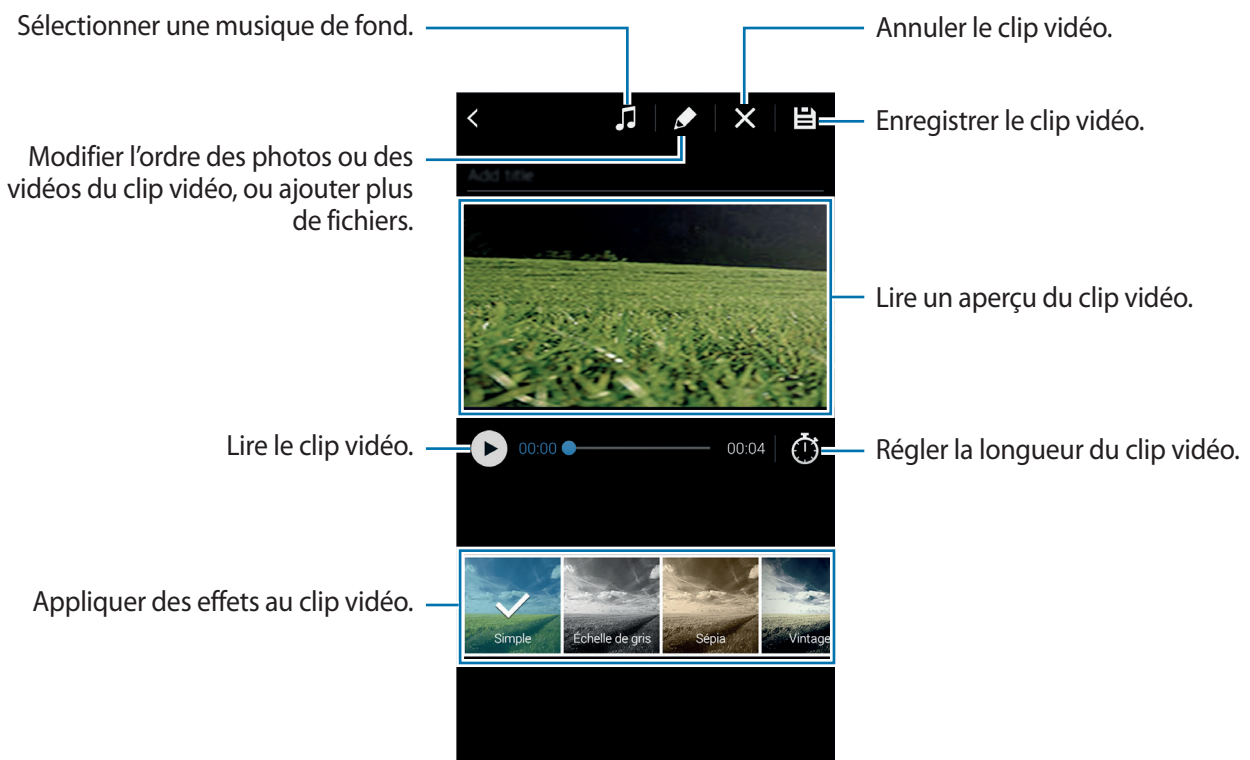 Sélectionner une musique de fond.
Annuler le clip vidéo.
Enregistrer le clip vidéo.
Modifier l'ordre des photos ou des
vidéos du clip vidéo, ou ajouter plus
de fichiers.
Add title
Lire un aperçu du clip vidéo.
Lire le clip vidéo.
00:00
00:04
Régler la longueur du clip vidéo.
Appliquer des effets au clip vidéo.
Simple
Échelle de gris
Sépia
Vintage